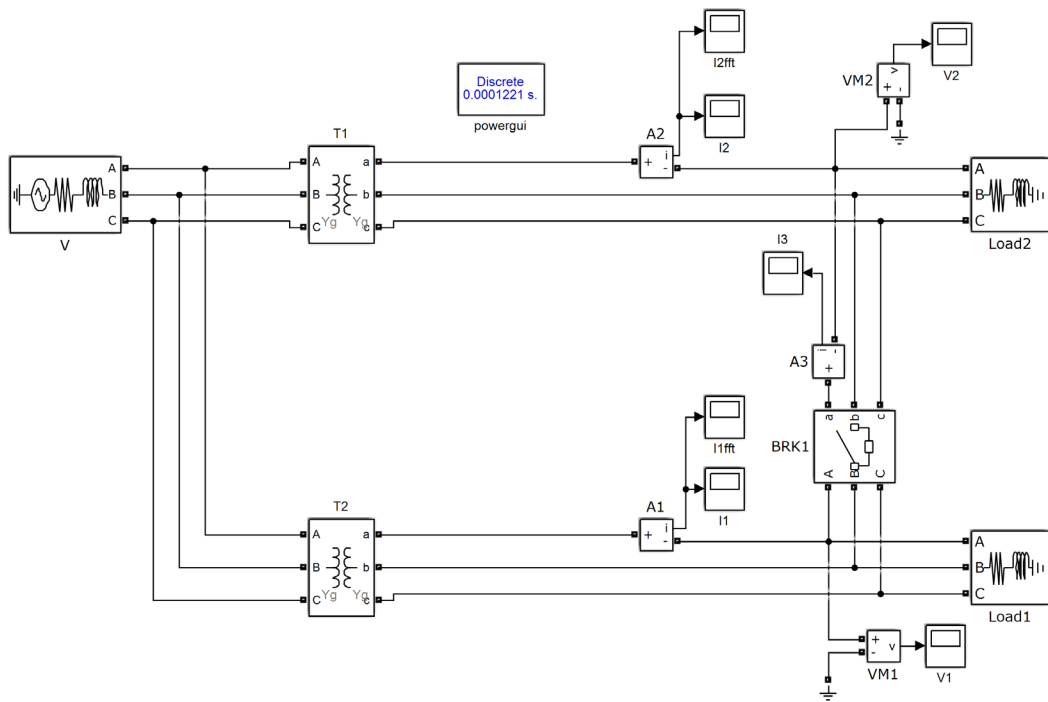 I2fft
V2
VM2
Discrete
0.0001221 s.
powergui
I2
T1
A2
A
B
C
V
A
B
C
Yg
Yg
a
b
c
+
i
-
v
+
-
A
B
C
Load2
I3
A3
i
-
+
a
b
c
BRK1
A
B
C
I1fft
I1
T2
A1
A
B
C
Yg
Yg
a
b
c
+
i
-
A
B
C
Load1
+
-
v
VM1
V1